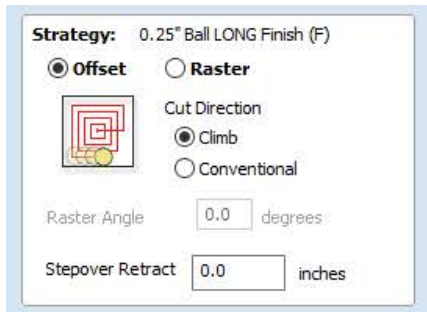 Strategy: 0.25" Ball LONG Finish (F)
Offset Raster
Cut Direction
Climb
Conventional
Raster Angle 0.0 degrees
Stepover Retract 0.0 inches